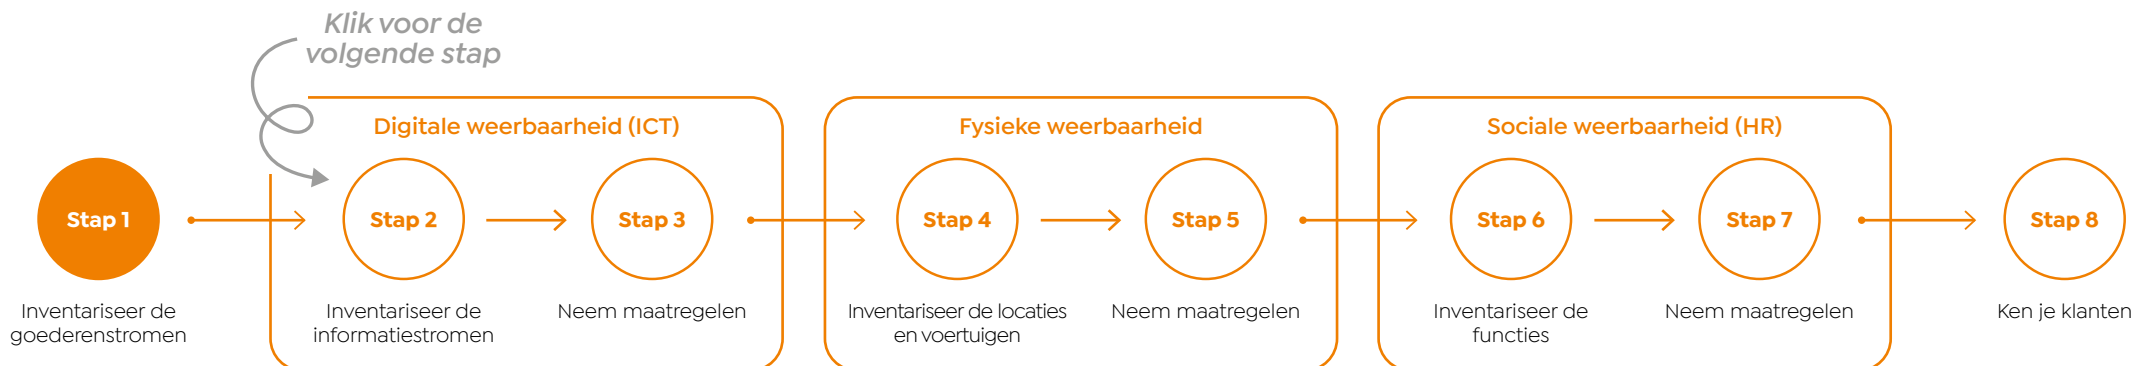 Klik voor de
volgende stap
Digitale weerbaarheid (ICT)
Fysieke weerbaarheid
Sociale weerbaarheid (HR)
Stap 1
Stap 2
Stap 3
Stap 4
Stap 5
Stap 6
Stap 7
Stap 8
Inventariseer de
goederenstromen
Inventariseer de
informatiestromen
Neem maatregelen
Inventariseer de locaties
en voertuigen
Neem maatregelen
Inventariseer de
functies
Neem maatregelen
Ken je klanten